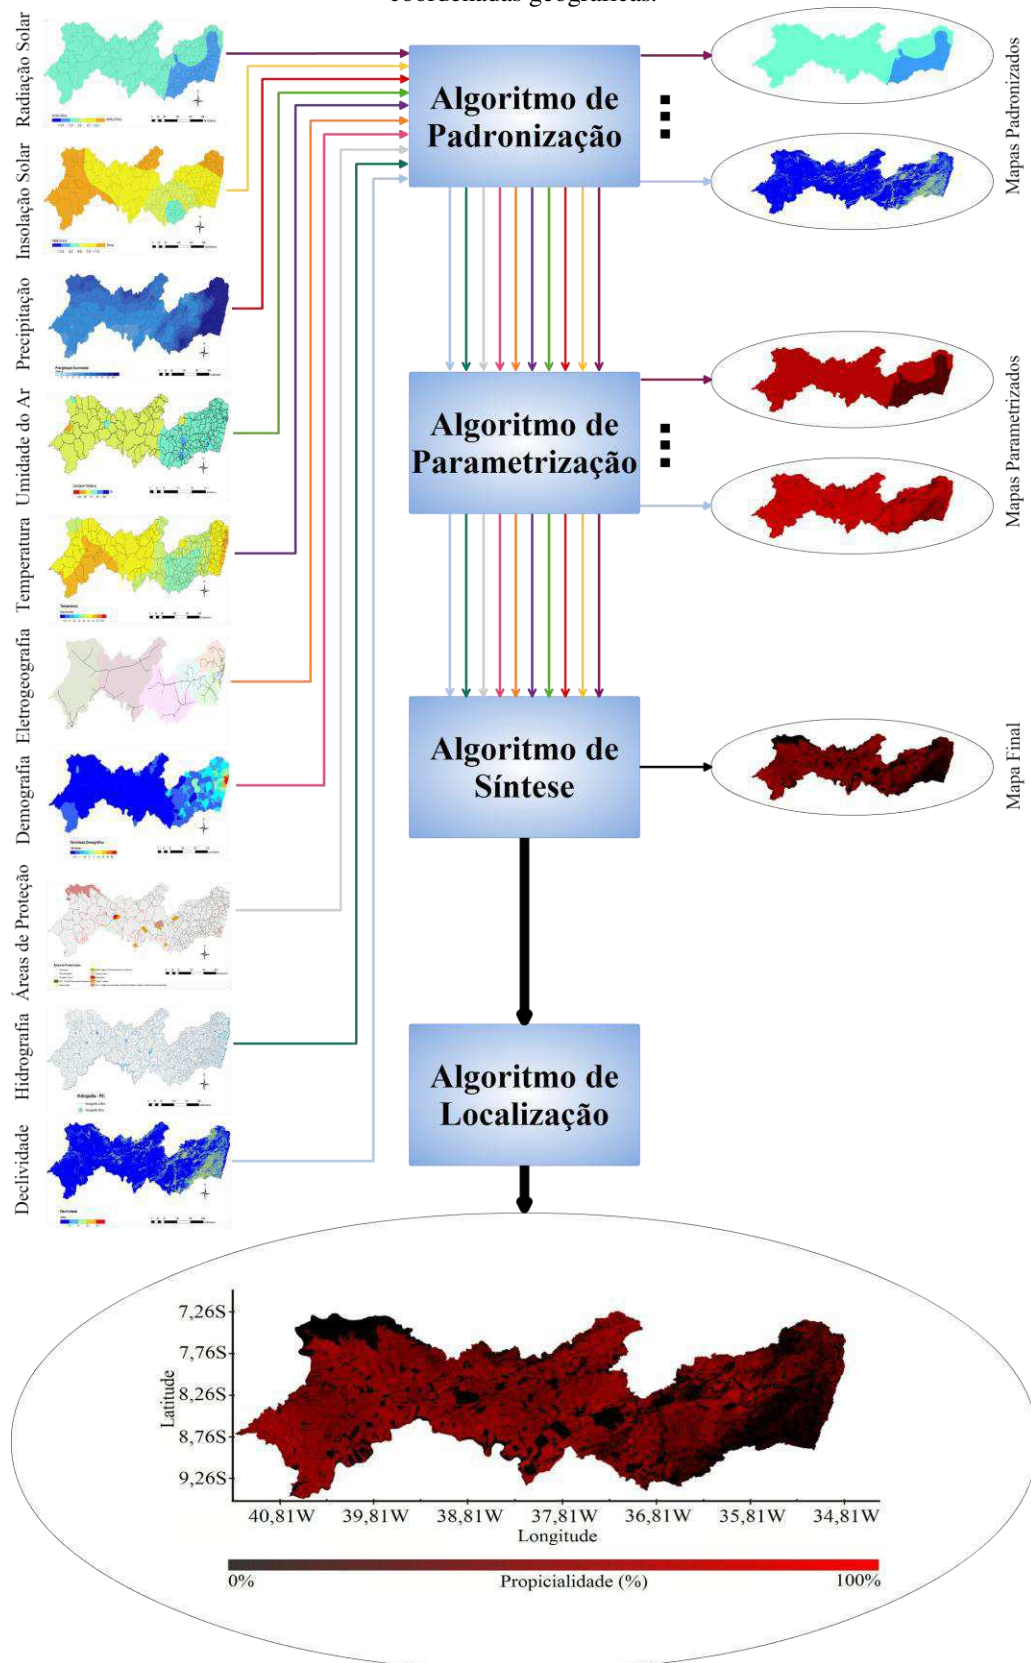 coordenadas geográficas.
Radiação Solar
Insolação Solar
Precipitação
Unidade do Ar
Temperatura
Eletrogeografia
Demografia
Áreas de Proteção
Hidrografia
Declividade
Algoritmo de
Padronização
Algoritmo de
Parametrização
Algoritmo de
Síntese
Algoritmo de
Localização
Mapas Padronizados
Mapas Parametrizados
Mapa Final
Latitude
7,26S
7,76S
8,26S
8,76S
9,26S
40,81W 39,81W 38,81W 37,81W 36,81W 35,81W 34,81W
Longitude
0% Propicialidade (%) 100%